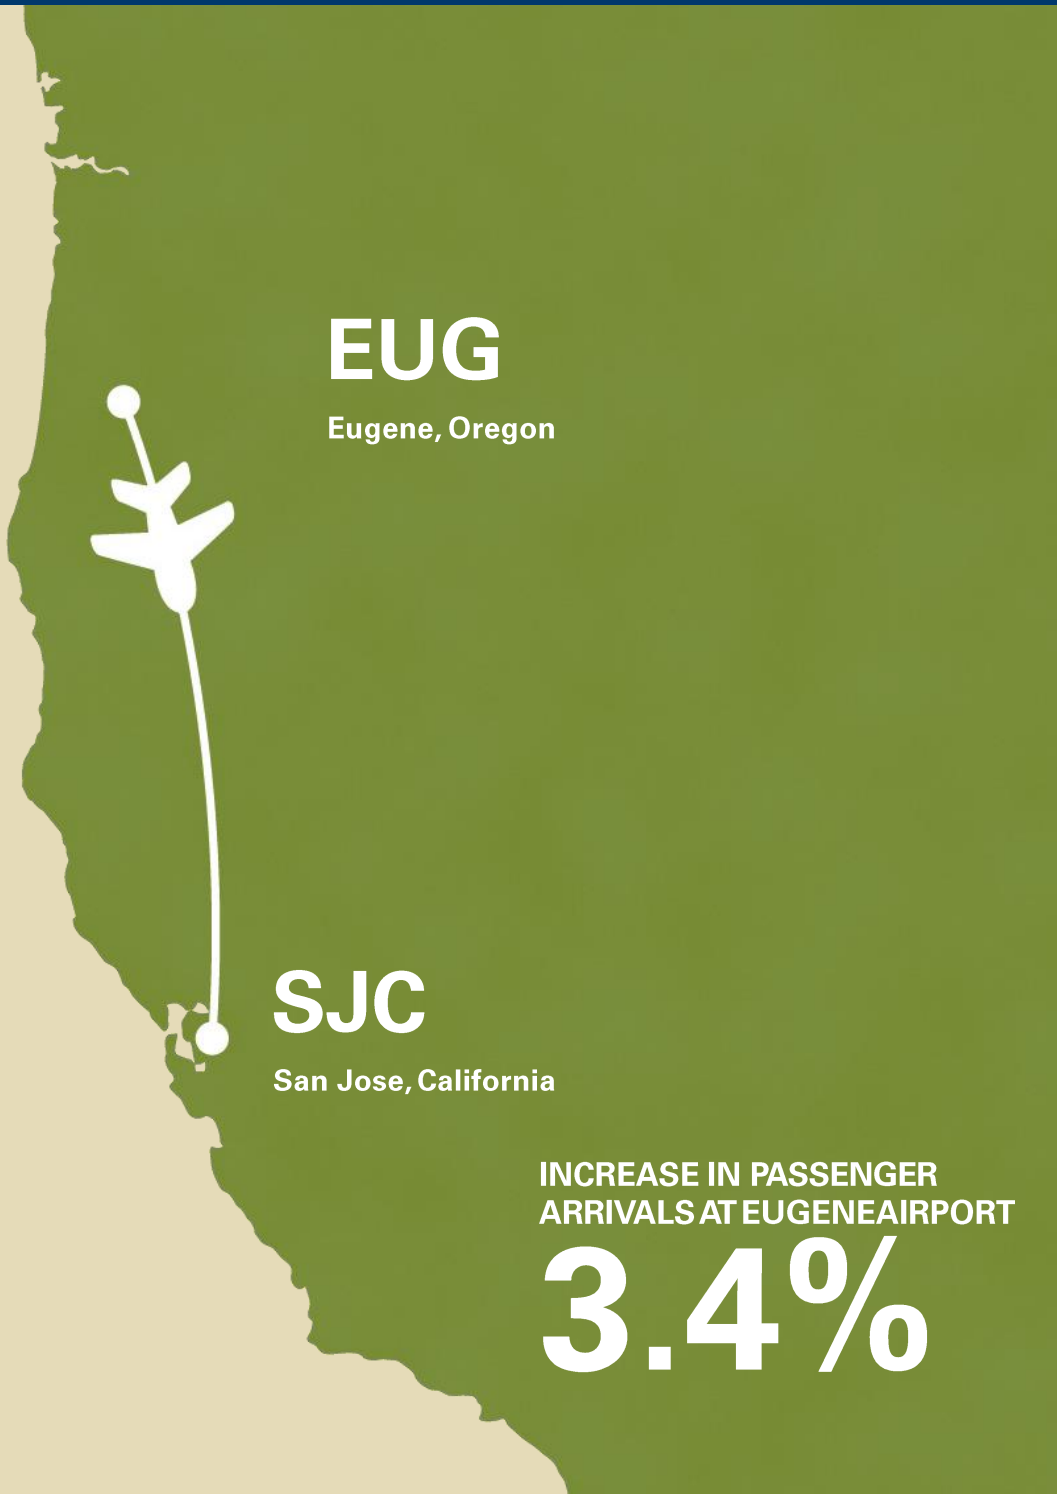 EUG
Eugene, Oregon
SJC
San Jose, California
INCREASE IN PASSENGER
ARRIVALS AT EUGENEAIRPORT
3.4%